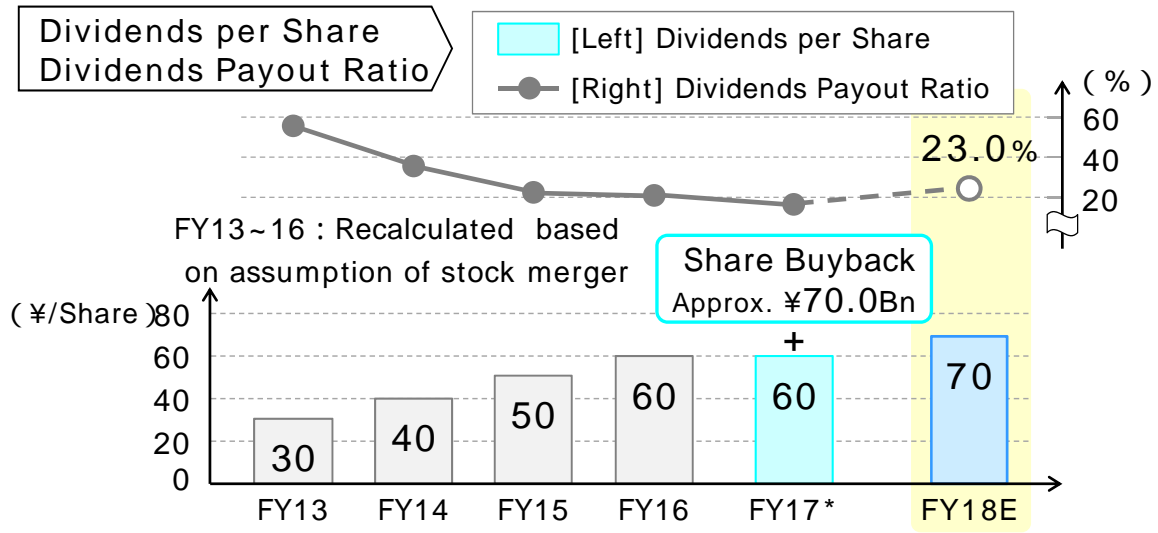 Dividends per Share
Dividends Payout Ratio
[Left] Dividends per Share
[Right] Dividends Payout Ratio
(%)
60
40
20
23.0%
FY13~16 : Recalculated based
on assumption of stock merger
Share Buyback
Approx. ¥70.0Bn
+
(¥/Share)
80
60
40
20
0
30
40
50
60
60
70
FY13
FY14
FY15
FY16
FY17*
FY18E